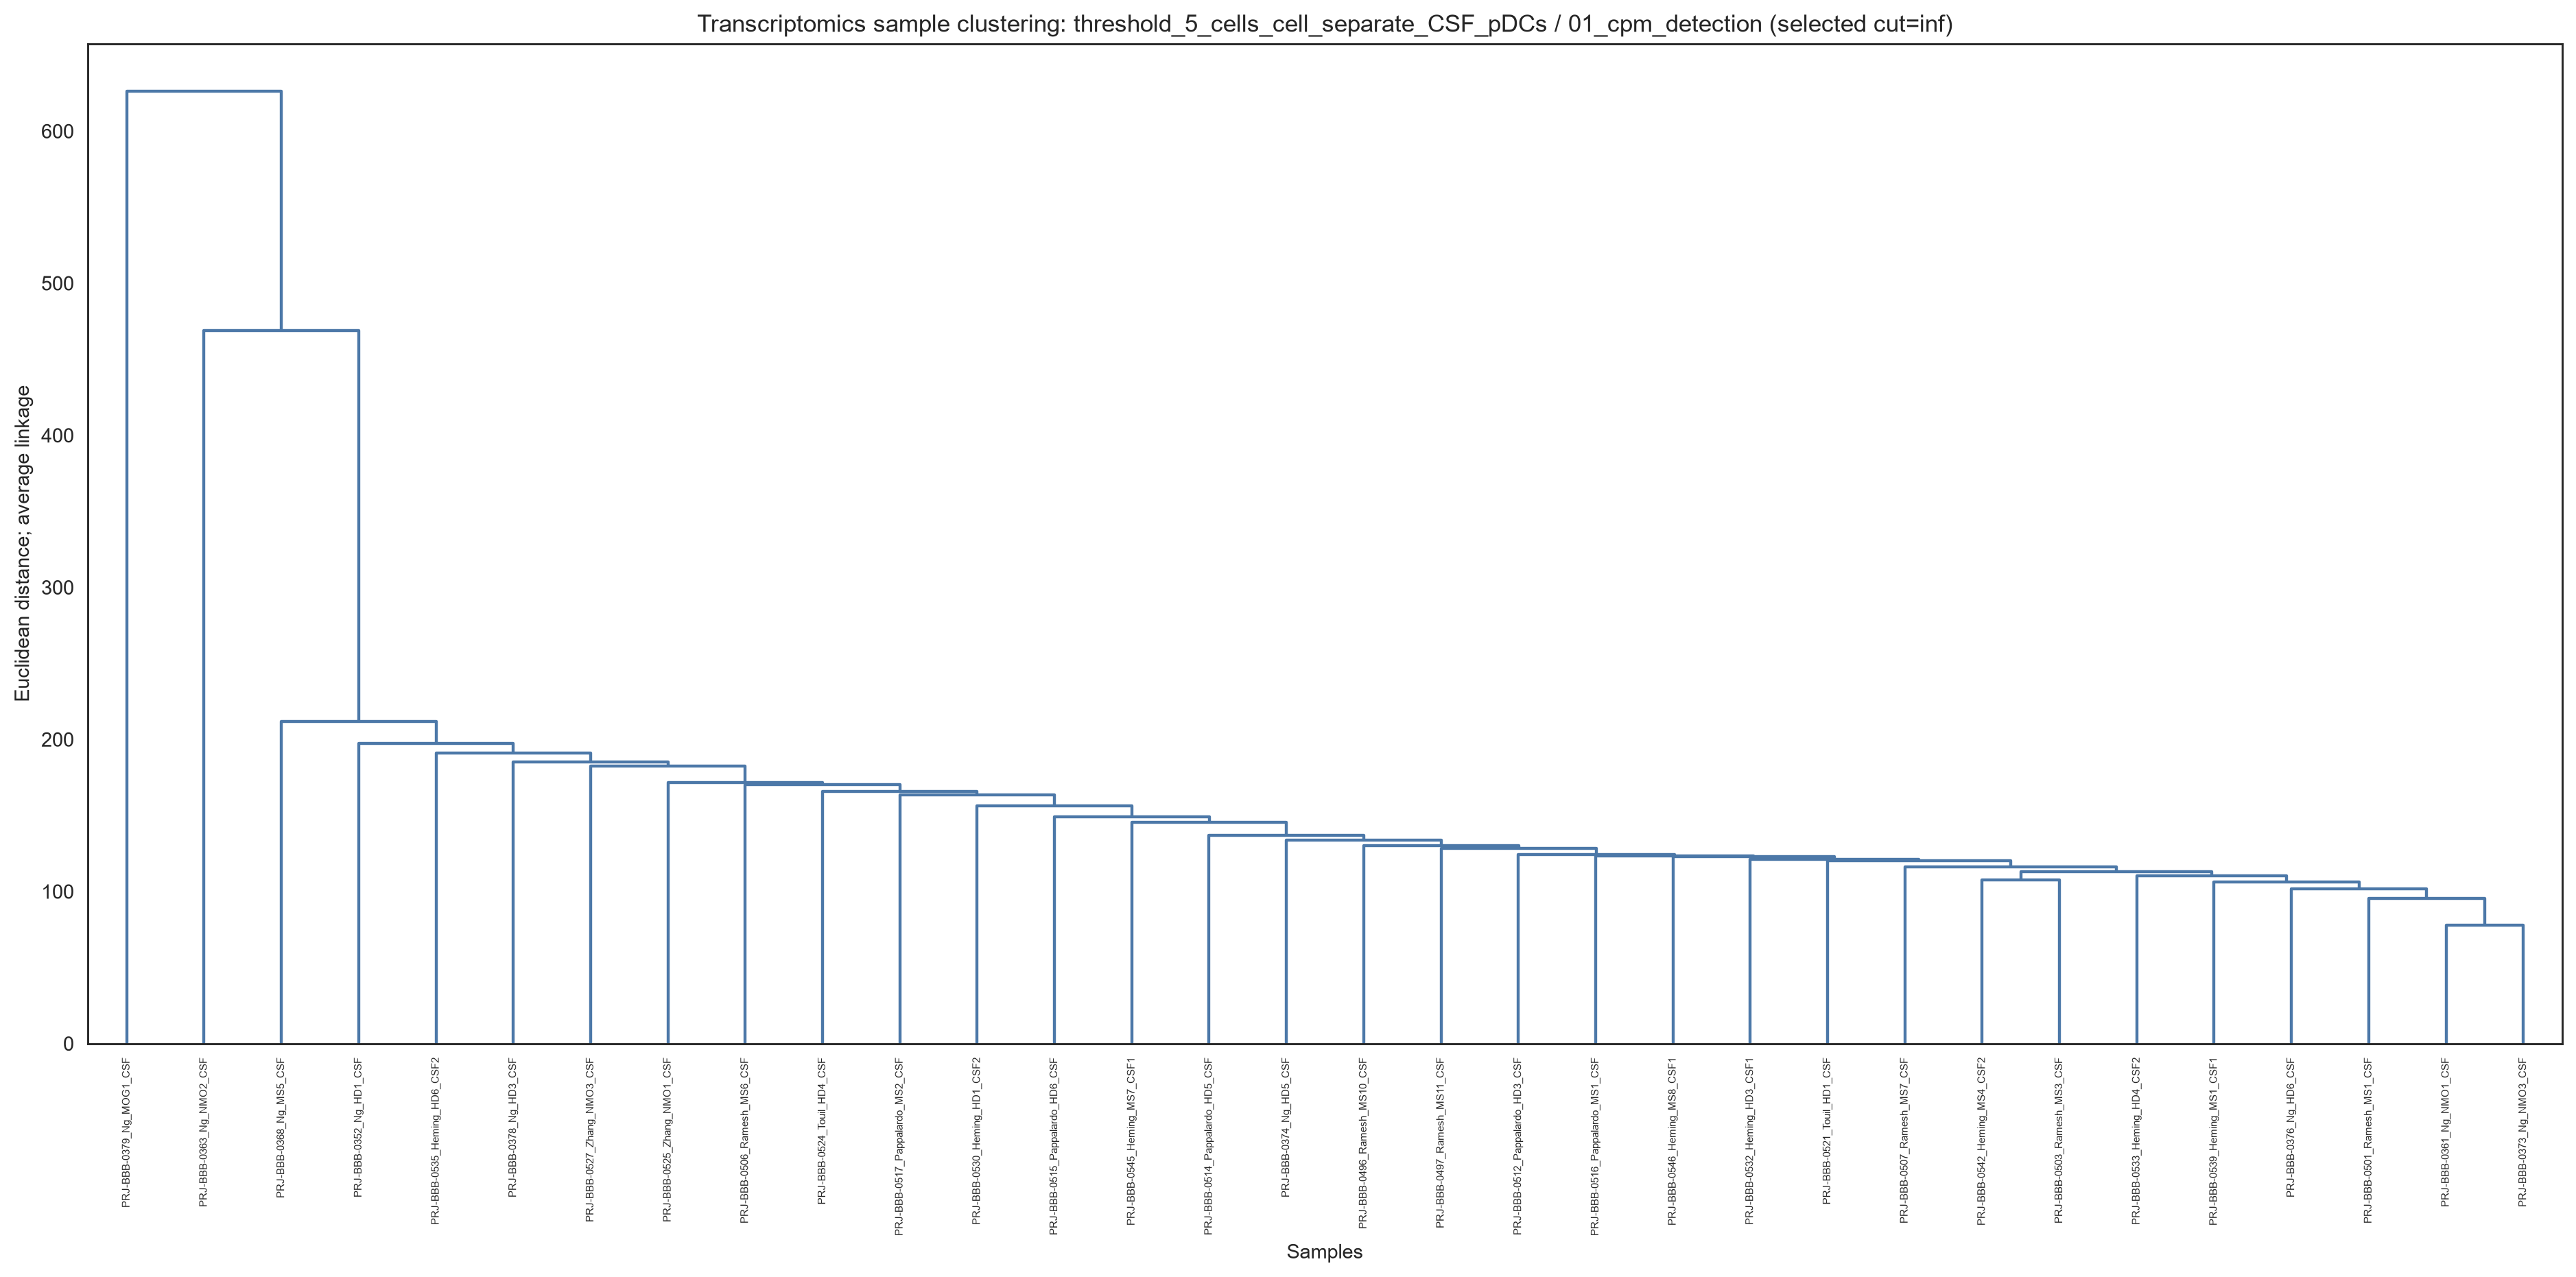 Transcriptomics sample clustering: threshold_5_cells_cell_separate_CSF_pDCs / 01_cpm_detection (selected cut=inf)
Euclidean distance; average linkage
600
500
400
300
200
100
0
PRJ-BBB-0379_Ng_MOG1_CSF
PRJ-BBB-0363_Ng_NMO2_CSF
PRJ-BBB-0368_Ng_MS5_CSF
PRJ-BBB-0352_Ng_HD1_CSF
PRJ-BBB-0535_Heming_HD6_CSF2
PRJ-BBB-0378_Ng_HD3_CSF
PRJ-BBB-0527_Zhang_NMO3_CSF
PRJ-BBB-0525_Zhang_NMO1_CSF
PRJ-BBB-0506_Ramesh_MS6_CSF
PRJ-BBB-0524_Touil_HD4_CSF
PRJ-BBB-0517_Pappalardo_MS2_CSF
PRJ-BBB-0530_Heming_HD1_CSF2
PRJ-BBB-0515_Pappalardo_HD6_CSF
PRJ-BBB-0545_Heming_MS7_CSF1
PRJ-BBB-0514_Pappalardo_HD5_CSF
PRJ-BBB-0374_Ng_HD5_CSF
PRJ-BBB-0496_Ramesh_MS10_CSF
PRJ-BBB-0497_Ramesh_MS11_CSF
PRJ-BBB-0512_Pappalardo_HD3_CSF
PRJ-BBB-0516_Pappalardo_MS1_CSF
PRJ-BBB-0546_Heming_MS8_CSF1
PRJ-BBB-0532_Heming_HD3_CSF1
PRJ-BBB-0521_Touil_HD1_CSF
PRJ-BBB-0507_Ramesh_MS7_CSF
PRJ-BBB-0542_Heming_MS4_CSF2
PRJ-BBB-0503_Ramesh_MS3_CSF
PRJ-BBB-0533_Heming_HD4_CSF2
PRJ-BBB-0539_Heming_MS1_CSF1
PRJ-BBB-0376_Ng_HD6_CSF
PRJ-BBB-0501_Ramesh_MS1_CSF
PRJ-BBB-0361_Ng_NMO1_CSF
PRJ-BBB-0373_Ng_NMO3_CSF
Samples